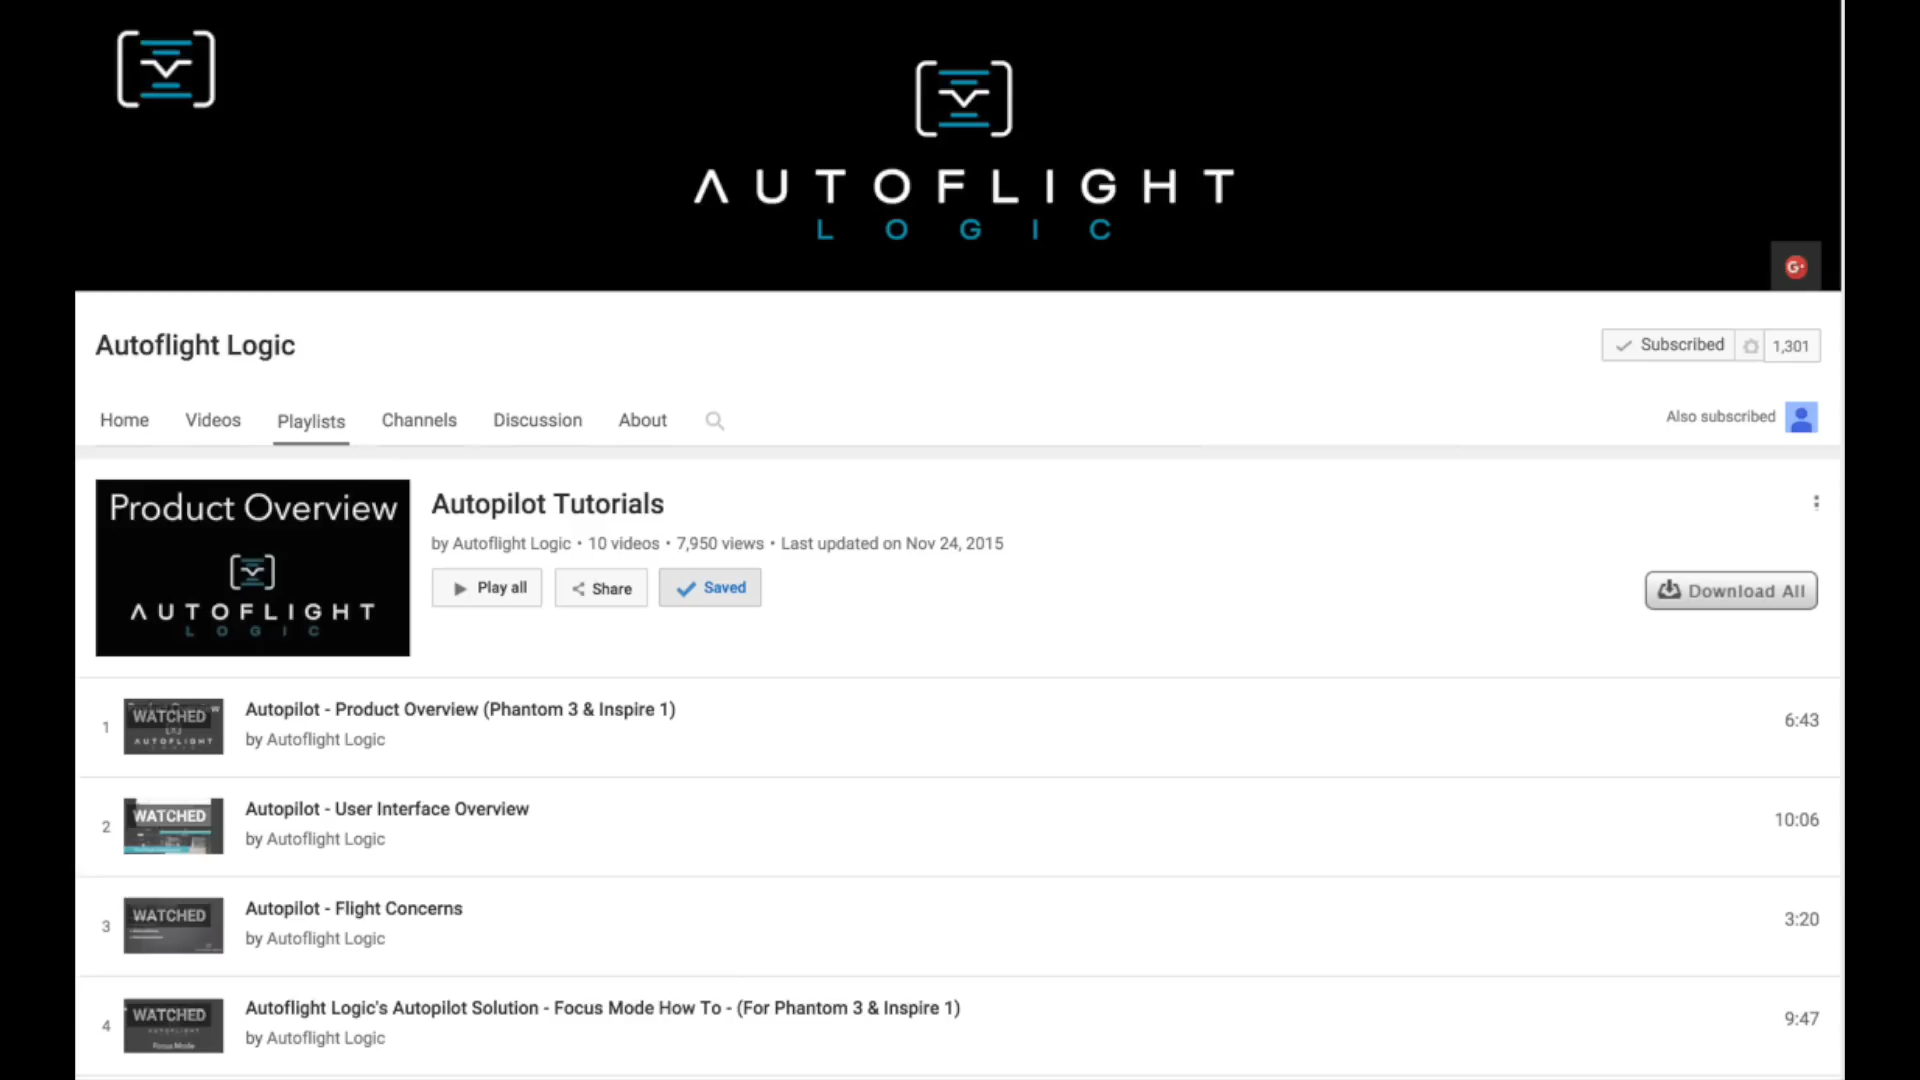 AUTOFLIGHT
LOGIC
G+
Autoflight Logic
Subscribed 1,301
Home Videos Playlists Channels Discussion About
Also subscribed
Product Overview
AUTOFLIGHT
LOGIC
Autopilot Tutorials
by Autoflight Logic • 10 videos • 7,950 views • Last updated on Nov 24, 2015
Play all Share Saved
Download All
1 WATCHED
AUTOFLIGHT
Autopilot - Product Overview (Phantom 3 & Inspire 1)
by Autoflight Logic
6:43
2 WATCHED
Autopilot - User Interface Overview
by Autoflight Logic
10:06
3 WATCHED
Autopilot - Flight Concerns
by Autoflight Logic
3:20
4 WATCHED
AUTOFLIGHT
Focus Mode
Autoflight Logic's Autopilot Solution - Focus Mode How To - (For Phantom 3 & Inspire 1)
by Autoflight Logic
9:47